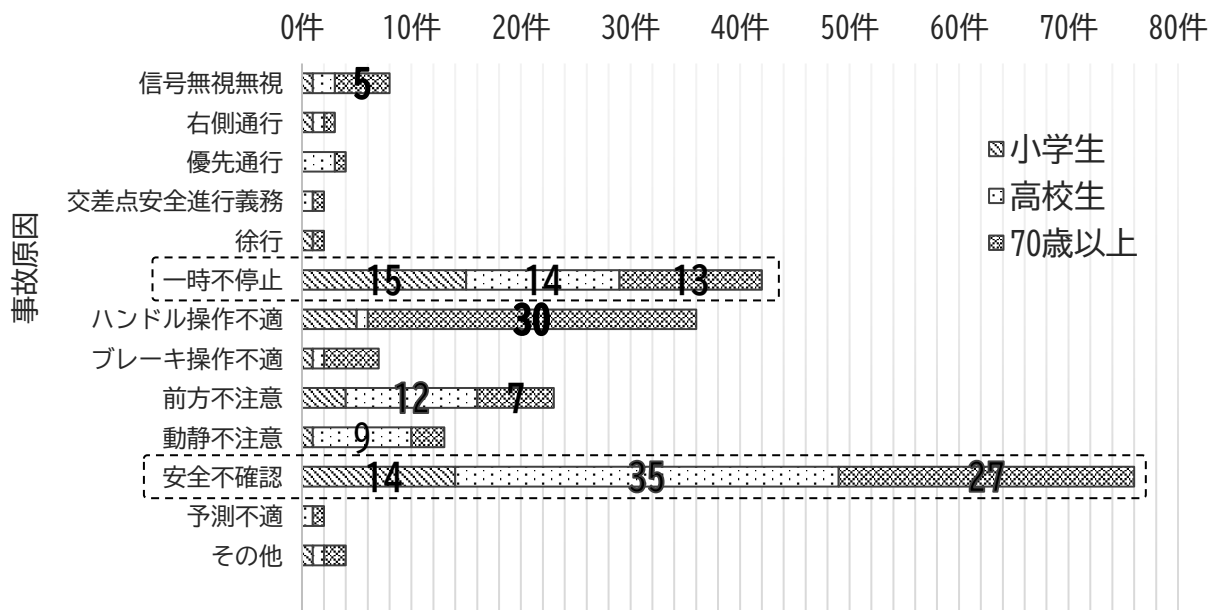 0件 10件 20件 30件 40件 50件 60件 70件 80件
事故原因
信号無視無視 5
右側通行
優先通行
交差点安全進行義務
徐行
一時不停止 15 14 13
ハンドル操作不適 30
ブレーキ操作不適
前方不注意 12 7
動静不注意 9
安全不確認 14 35 27
予測不適
その他
小学生
高校生
70歳以上